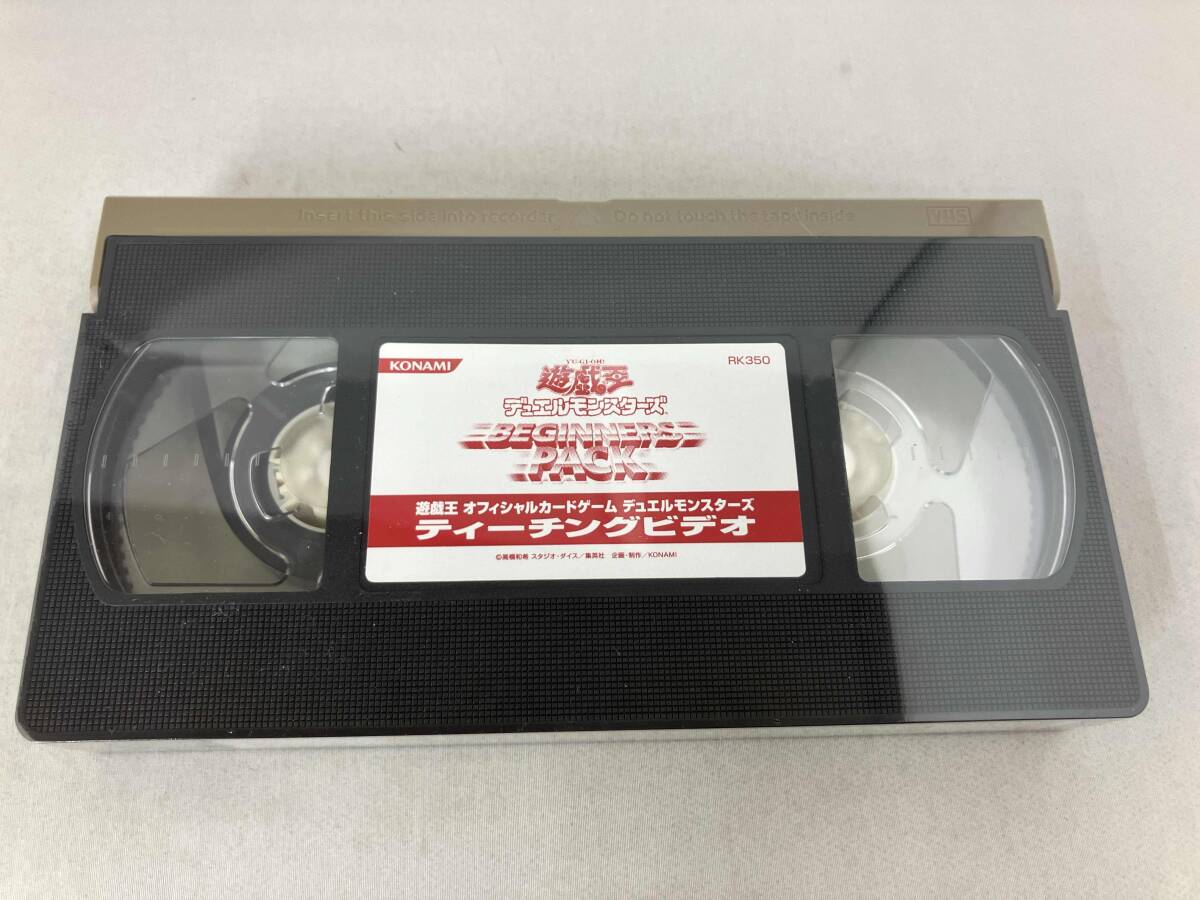 Insert this side into recorder
Do not touch the tape inside
VHS
KONAMI
RK350
YU-GI-OH!
遊戯王
デュエルモンスターズ
BEGINNERS
PACK
遊戯王 オフィシャルカードゲーム デュエルモンスターズ
ティーチングビデオ
©高橋和希 スタジオ・ダイス/集英社 企画・制作/KONAMI